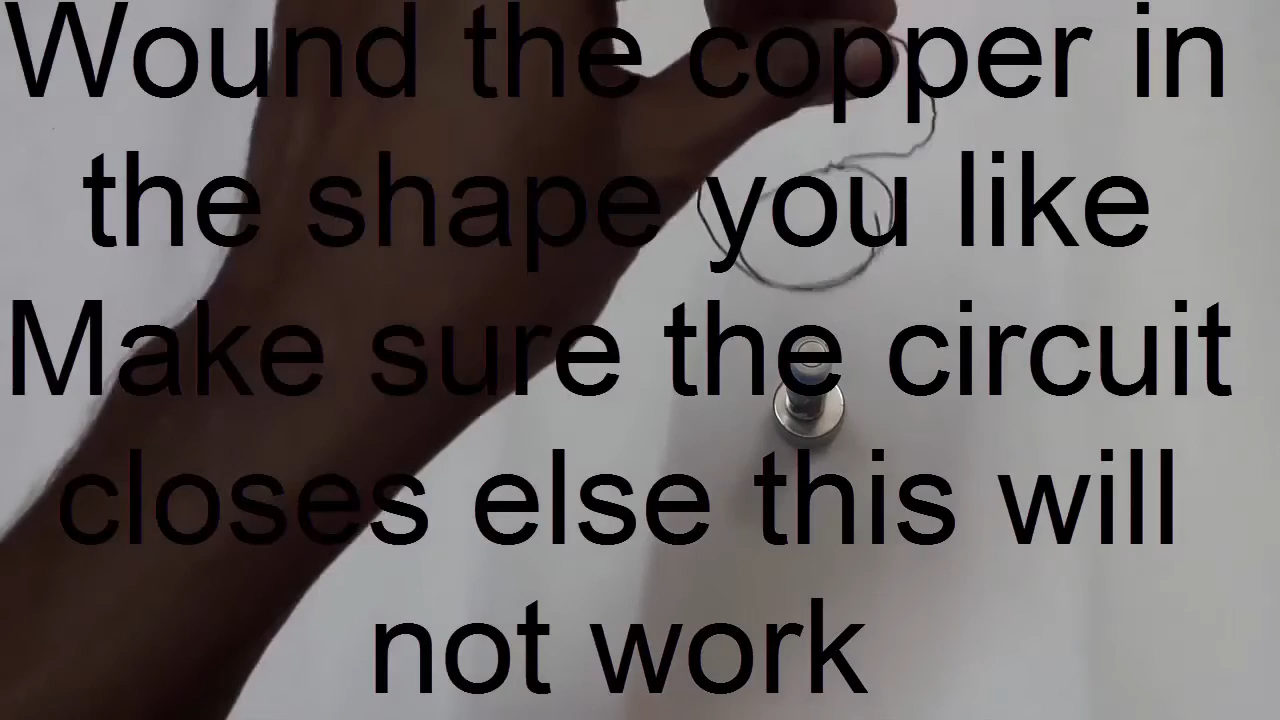 Wound the copper in
the shape you like
Make sure the circuit
closes else this will
not work